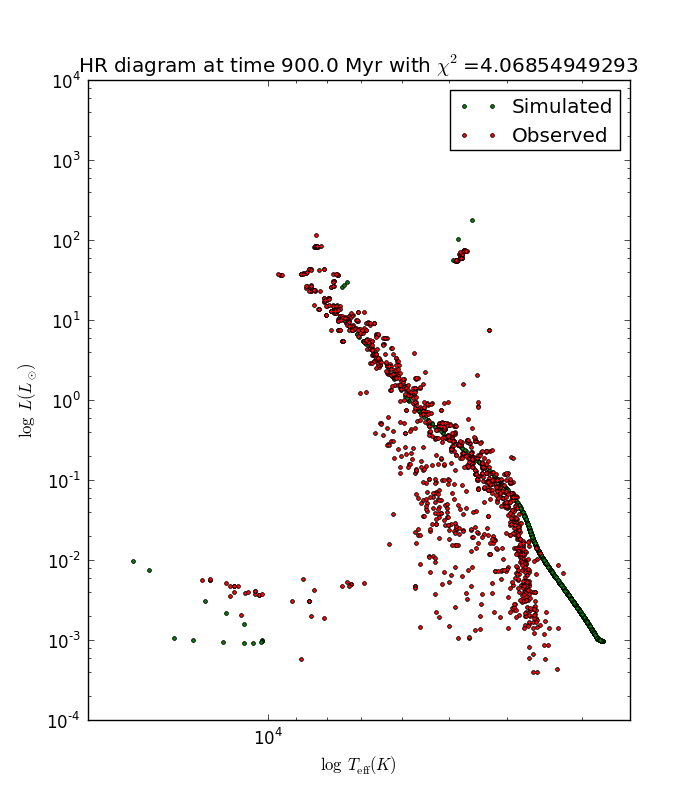 HR diagram at time 900.0 Myr with χ² =4.06854949293
Simulated
Observed
10⁴
10³
10²
10¹
10⁰
10⁻¹
10⁻²
10⁻³
10⁻⁴
log L(L⊙)
10⁴
log T_eff(K)